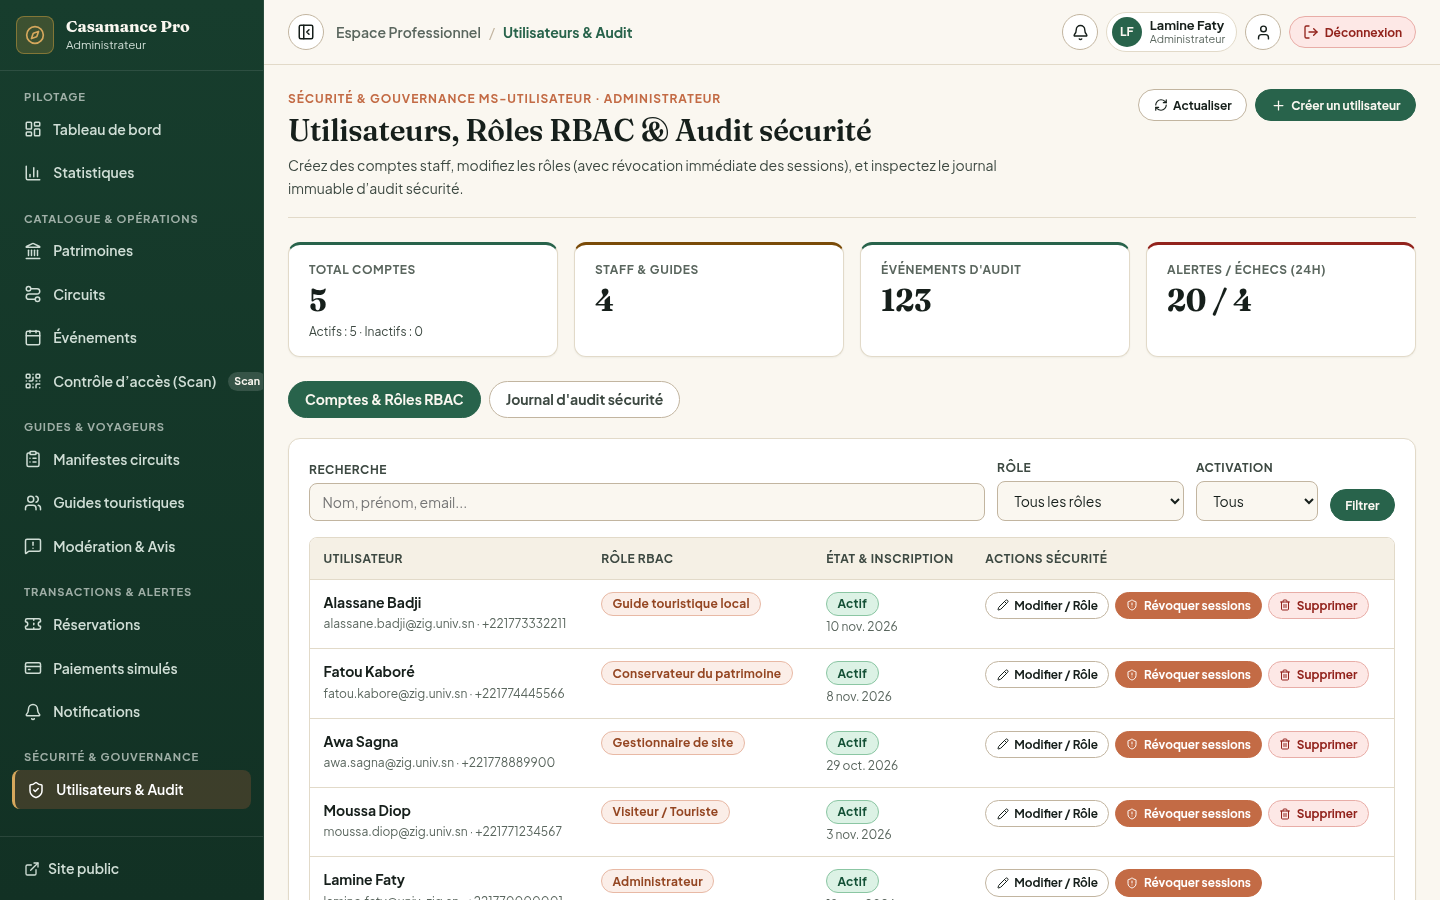 Casamance Pro
Administrateur
PILOTAGE
Tableau de bord
Statistiques
CATALOGUE & OPÉRATIONS
Patrimoines
Circuits
Événements
Contrôle d'accès (Scan) Scan
GUIDES & VOYAGEURS
Manifestes circuits
Guides touristiques
Modération & Avis
TRANSACTIONS & ALERTES
Réservations
Paiements simulés
Notifications
SÉCURITÉ & GOUVERNANCE
Utilisateurs & Audit
Site public
Espace Professionnel / Utilisateurs & Audit
LF
Lamine Faty
Administrateur
Déconnexion
SÉCURITÉ & GOUVERNANCE MS-UTILISATEUR · ADMINISTRATEUR
Utilisateurs, Rôles RBAC & Audit sécurité
Créez des comptes staff, modifiez les rôles (avec révocation immédiate des sessions), et inspectez le journal
immuable d'audit sécurité.
Actualiser
Créer un utilisateur
TOTAL COMPTES
5
Actifs : 5 · Inactifs : 0
STAFF & GUIDES
4
ÉVÉNEMENTS D'AUDIT
123
ALERTES / ÉCHECS (24H)
20 / 4
Comptes & Rôles RBAC
Journal d'audit sécurité
RECHERCHE
Nom, prénom, email...
RÔLE
Tous les rôles
ACTIVATION
Tous
Filtrer
UTILISATEUR RÔLE RBAC ÉTAT & INSCRIPTION ACTIONS SÉCURITÉ
Alassane Badji Guide touristique local Actif Modifier / Rôle Révoquer sessions Supprimer
alassane.badji@zig.univ.sn · +221773332211 10 nov. 2026
Fatou Kaboré Conservateur du patrimoine Actif Modifier / Rôle Révoquer sessions Supprimer
fatou.kabore@zig.univ.sn · +221774445566 8 nov. 2026
Awa Sagna Gestionnaire de site Actif Modifier / Rôle Révoquer sessions Supprimer
awa.sagna@zig.univ.sn · +221778889900 29 oct. 2026
Moussa Diop Visiteur / Touriste Actif Modifier / Rôle Révoquer sessions Supprimer
moussa.diop@zig.univ.sn · +221771234567 3 nov. 2026
Lamine Faty Administrateur Actif Modifier / Rôle Révoquer sessions